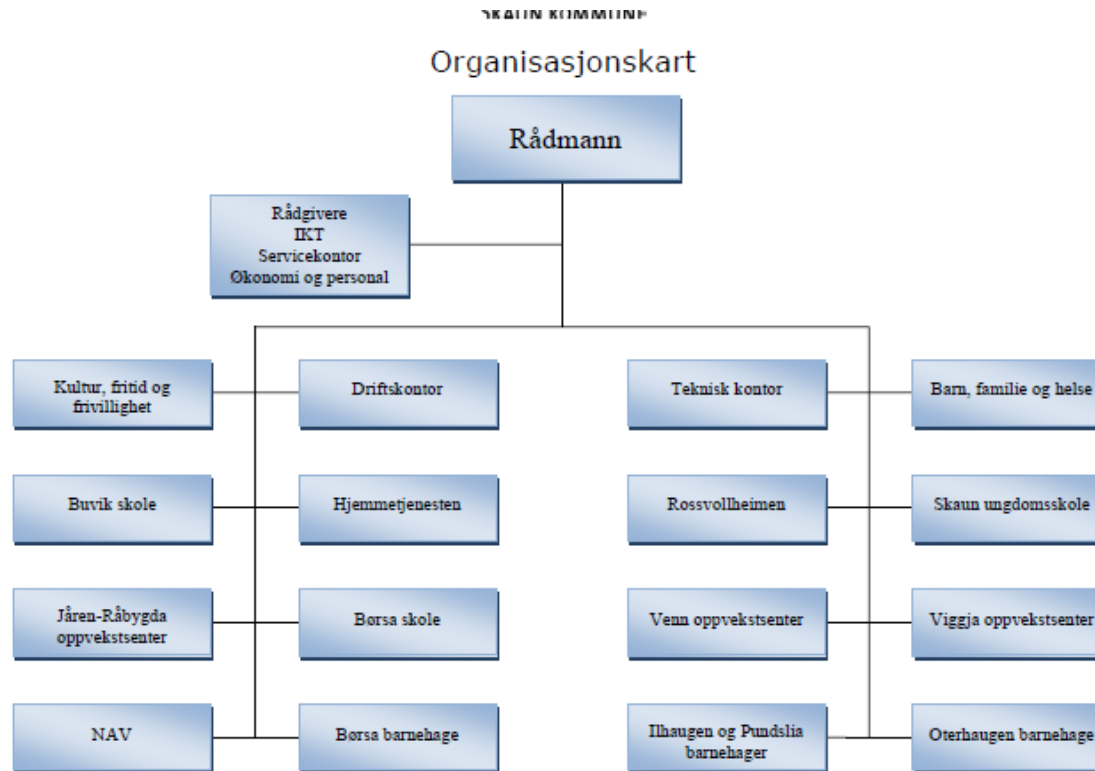 SKAUN KOMMUNE
Organisasjonskart
Rådmann
Rådgivere
IKT
Servicekontor
Økonomi og personal
Kultur, fritid og
frivillighet
Driftskontor
Teknisk kontor
Barn, familie og helse
Buvik skole
Hjemmetjenesten
Rossvollheimen
Skaun ungdomsskole
Jåren-Råbygda
oppvekstsenter
Børsa skole
Venn oppvekstsenter
Viggja oppvekstsenter
NAV
Børsa barnehage
Ilhaugen og Pundslia
barnehager
Oterhaugen barnehage